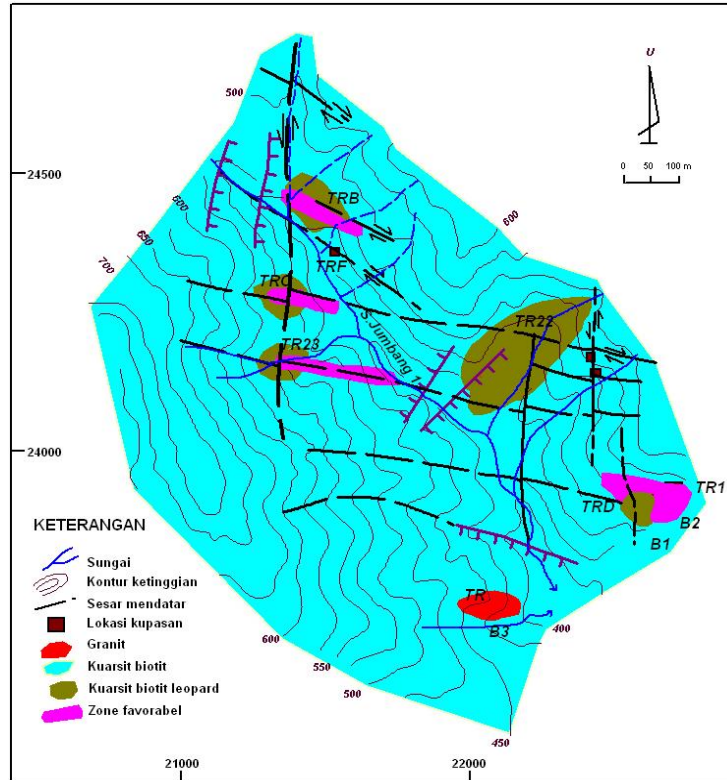 U
0 50 100 m
24500
24000
21000
22000
500
600
650
700
600
TRB
TRF
TRC
TR23
TR22
S.Jumbang 1
TR1
TRD
B2
B1
TR
B3
400
600
550
500
450
KETERANGAN
Sungai
Kontur ketinggian
Sesar mendatar
Lokasi kupasan
Granit
Kuarsit biotit
Kuarsit biotit leopard
Zone favorabel